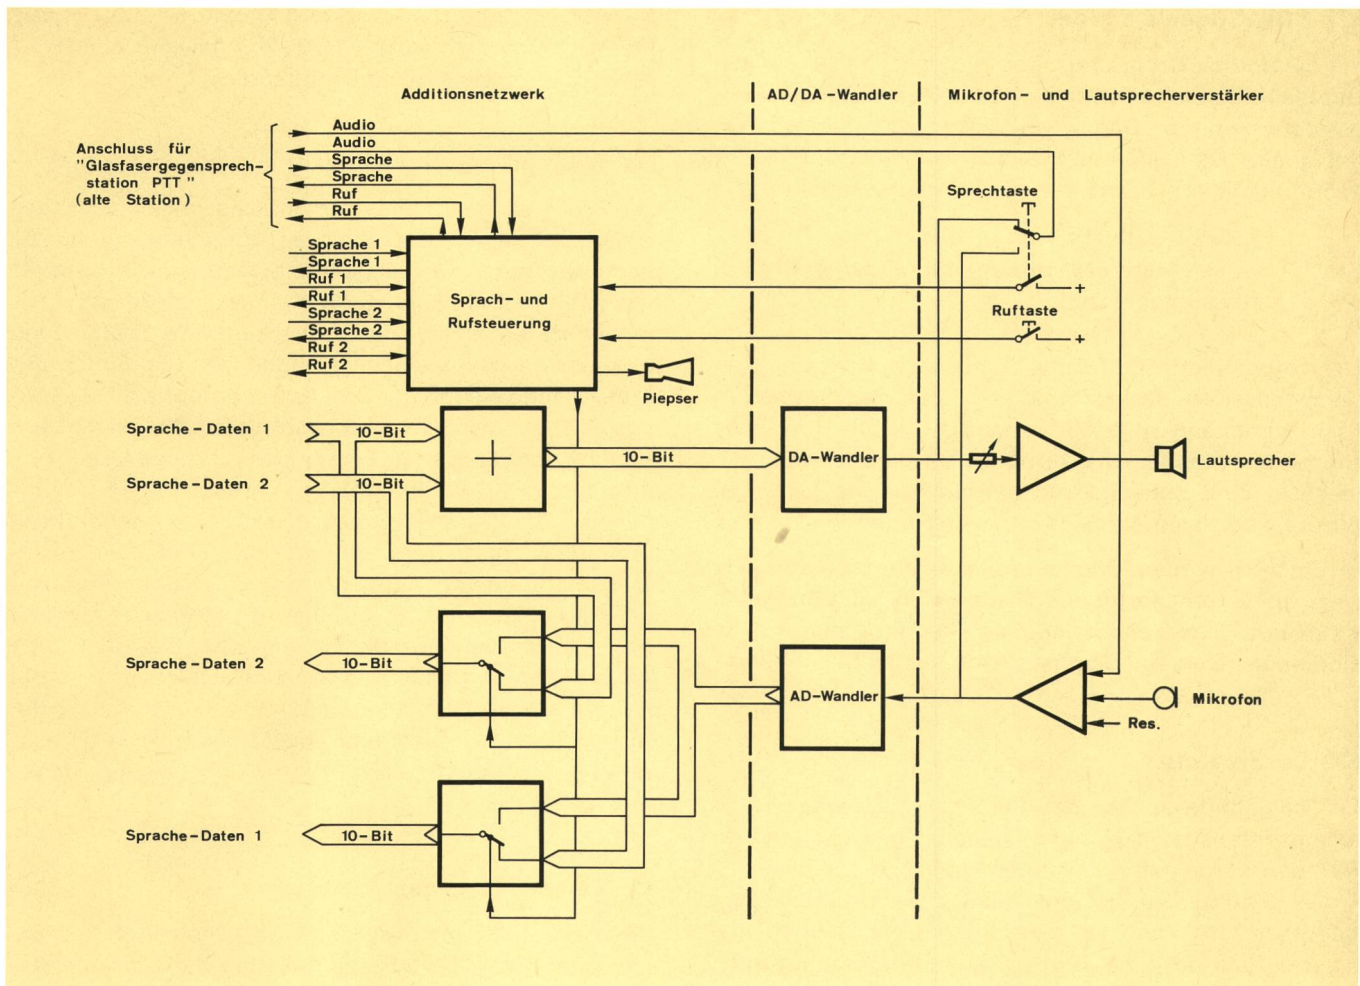 Additionsnetzwerk
AD/DA-Wandler
Mikrofon- und Lautsprecherverstärker
Anschluss für
"Glasfasergegensprech-
station PTT"
(alte Station)
Audio
Audio
Sprache
Sprache
Ruf
Ruf
Sprechtaste
Sprache 1
Sprache 1
Ruf 1
Ruf 1
Sprache 2
Sprache 2
Ruf 2
Ruf 2
Sprach- und
Rufsteuerung
+
Ruftaste
+
Piepser
Sprache-Daten 1
10-Bit
Sprache-Daten 2
10-Bit
10-Bit
DA-Wandler
Lautsprecher
Sprache-Daten 2
10-Bit
AD-Wandler
Mikrofon
Res.
Sprache-Daten 1
10-Bit